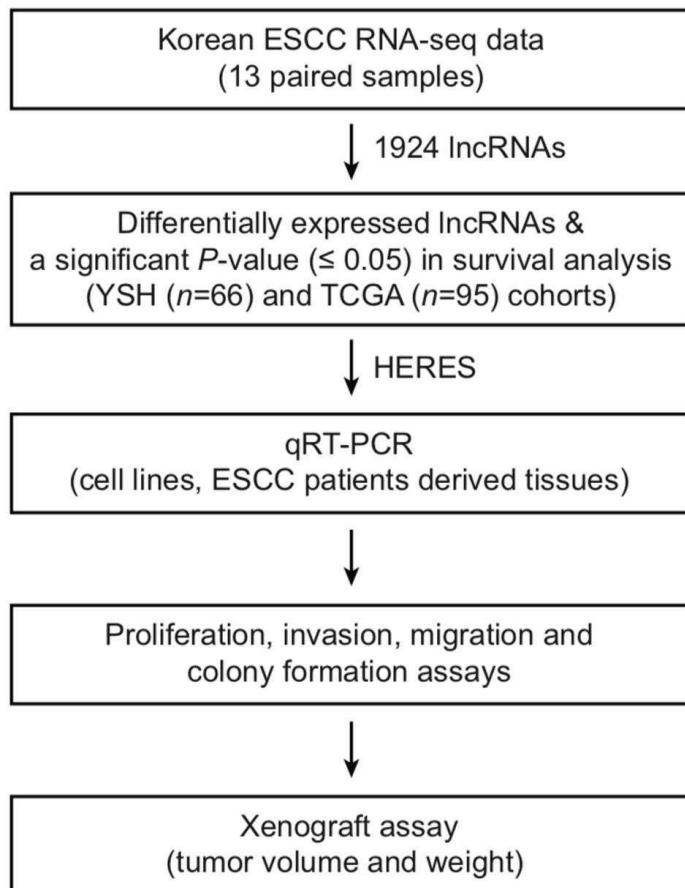 Korean ESCC RNA-seq data
(13 paired samples)
1924 lncRNAs
Differentially expressed lncRNAs &
a significant P-value (≤ 0.05) in survival analysis
(YSH (n=66) and TCGA (n=95) cohorts)
HERES
qRT-PCR
(cell lines, ESCC patients derived tissues)
Proliferation, invasion, migration and
colony formation assays
Xenograft assay
(tumor volume and weight)